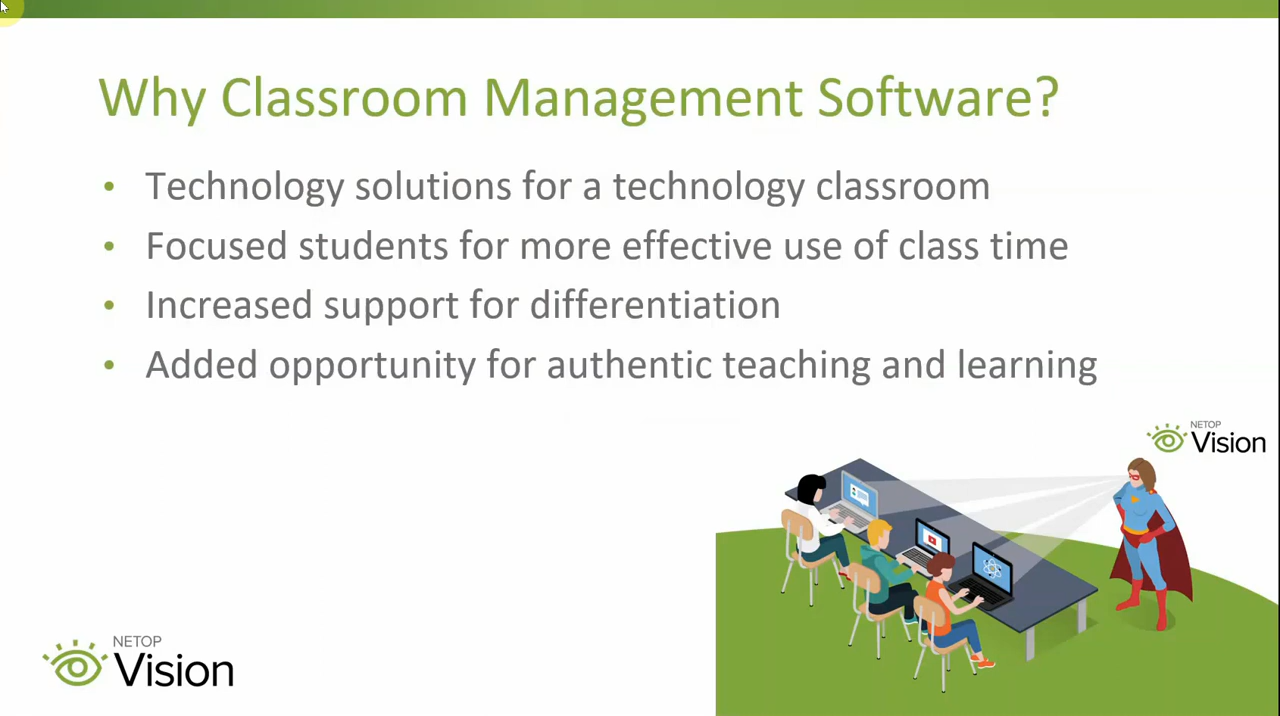 Why Classroom Management Software?
• Technology solutions for a technology classroom
• Focused students for more effective use of class time
• Increased support for differentiation
• Added opportunity for authentic teaching and learning
NETOP
Vision
NETOP
Vision